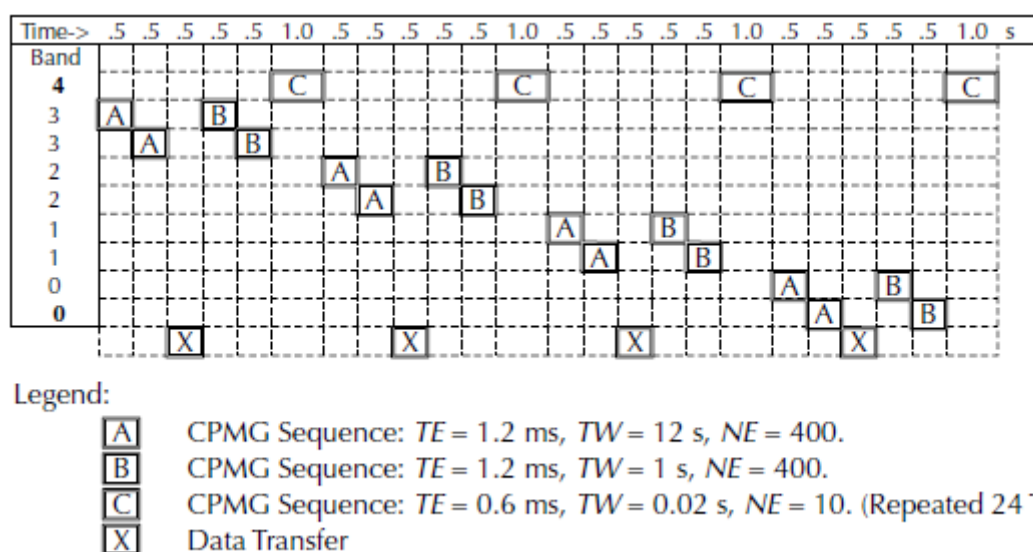 Time-> .5 .5 .5 .5 .5 1.0 .5 .5 .5 .5 .5 1.0 .5 .5 .5 .5 .5 1.0 .5 .5 .5 .5 .5 1.0 s
Band
4 C C C C
3 A B
3 A B
2 A B
2 A B
1 A B
1 A B
0 A B
0 A B
X X X X
Legend:
A CPMG Sequence: TE = 1.2 ms, TW = 12 s, NE = 400.
B CPMG Sequence: TE = 1.2 ms, TW = 1 s, NE = 400.
C CPMG Sequence: TE = 0.6 ms, TW = 0.02 s, NE = 10. (Repeated 24
X Data Transfer